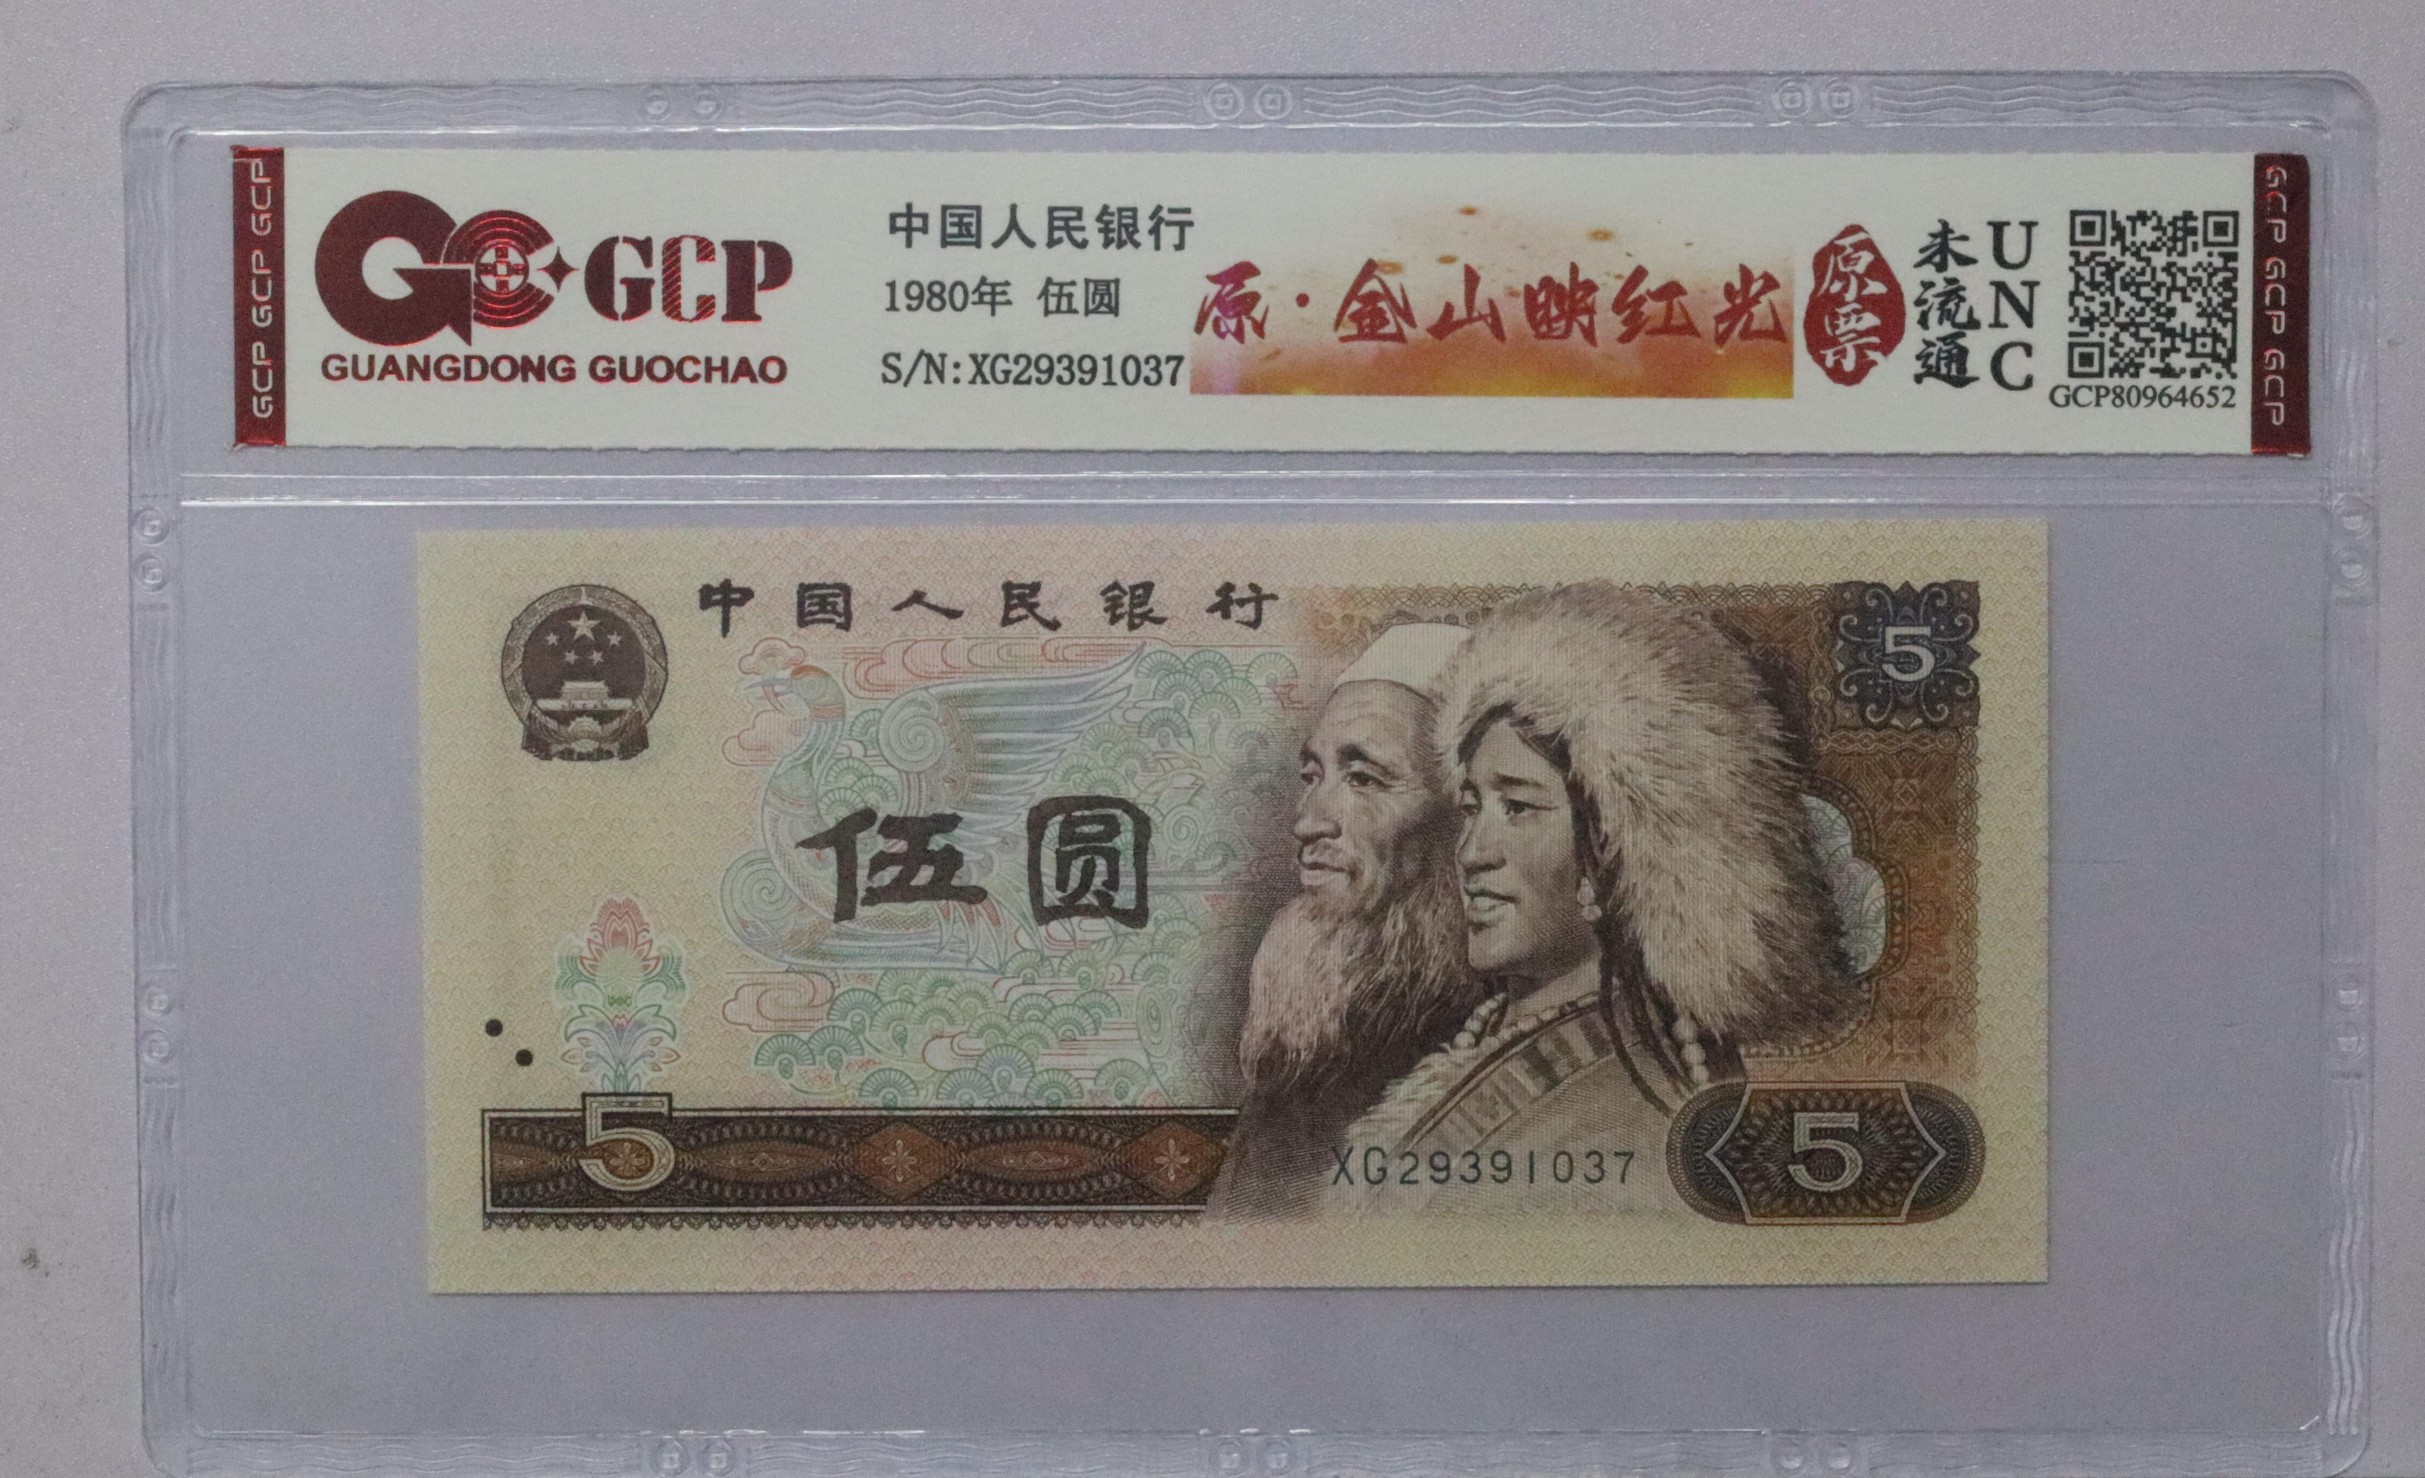 GCP GCP GCP
GCP
GUANGDONG GUOCHAO
中国人民银行
1980年 伍圆
S/N:XG29391037
原·金山映红光
原票
未流通
UNC
GCP80964652
GCP GCP GCP
中国人民银行
5
伍圆
5
XG29391037
5